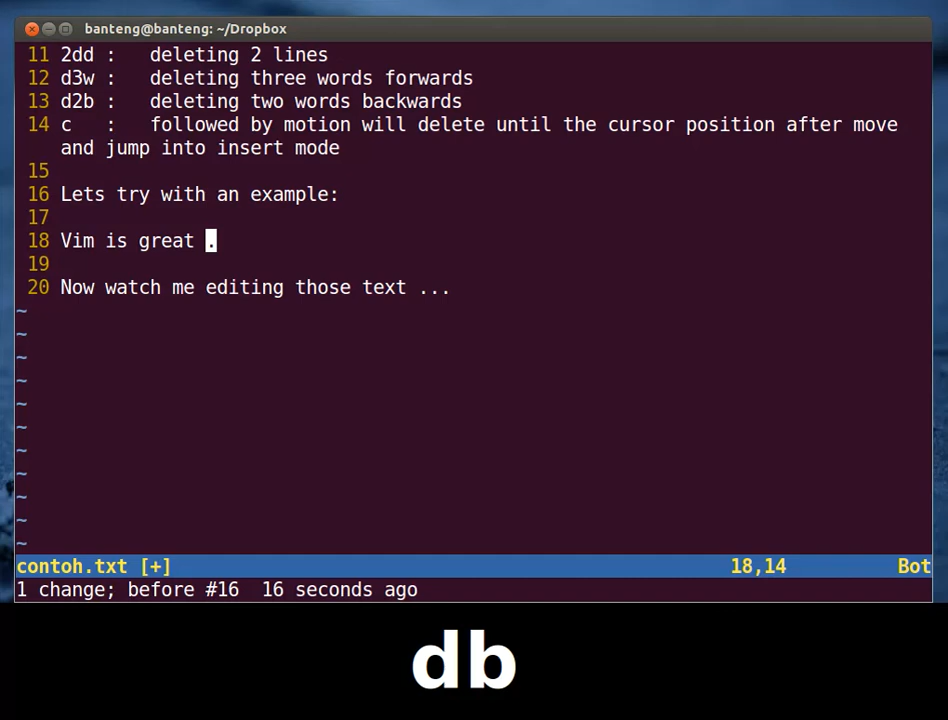 banteng@banteng: ~/Dropbox
11 2dd :   deleting 2 lines
12 d3w :   deleting three words forwards
13 d2b :   deleting two words backwards
14 c   :   followed by motion will delete until the cursor position after move
and jump into insert mode
15
16 Lets try with an example:
17
18 Vim is great .
19
20 Now watch me editing those text ...
~
~
~
~
~
~
~
~
~
~
~
contoh.txt [+] 18,14 Bot
1 change; before #16  16 seconds ago
db